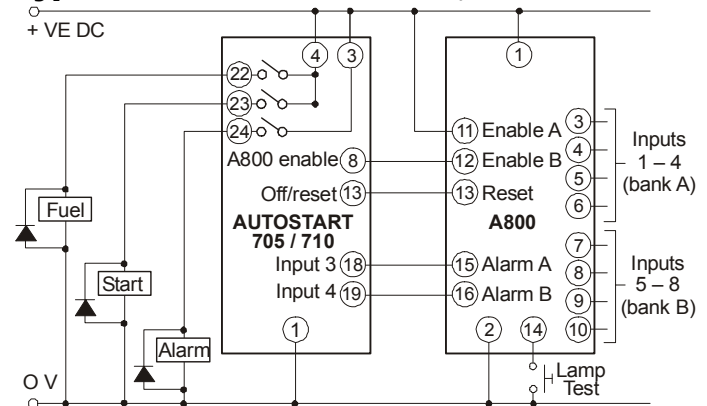 + VE DC
4 3 1
22
23
24
11 Enable A
3
4
5
6
Inputs
1 – 4
(bank A)
A800 enable 8
12 Enable B
Off/reset 13
13 Reset
AUTOSTART
705 / 710
A800
Fuel
Start
Alarm
Input 3 18
15 Alarm A
Input 4 19
16 Alarm B
7
8
9
10
Inputs
5 – 8
(bank B)
1
2 14
Lamp
Test
O V